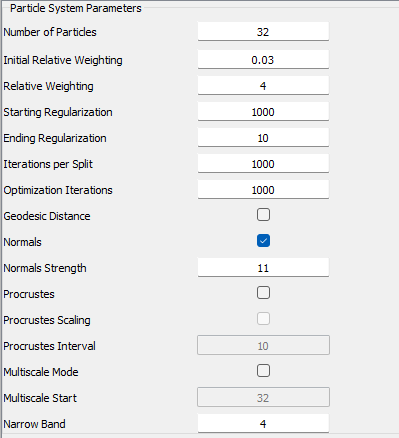 Particle System Parameters
Number of Particles 32
Initial Relative Weighting 0.03
Relative Weighting 4
Starting Regularization 1000
Ending Regularization 10
Iterations per Split 1000
Optimization Iterations 1000
Geodesic Distance
Normals
Normals Strength 11
Procrustes
Procrustes Scaling
Procrustes Interval 10
Multiscale Mode
Multiscale Start 32
Narrow Band 4